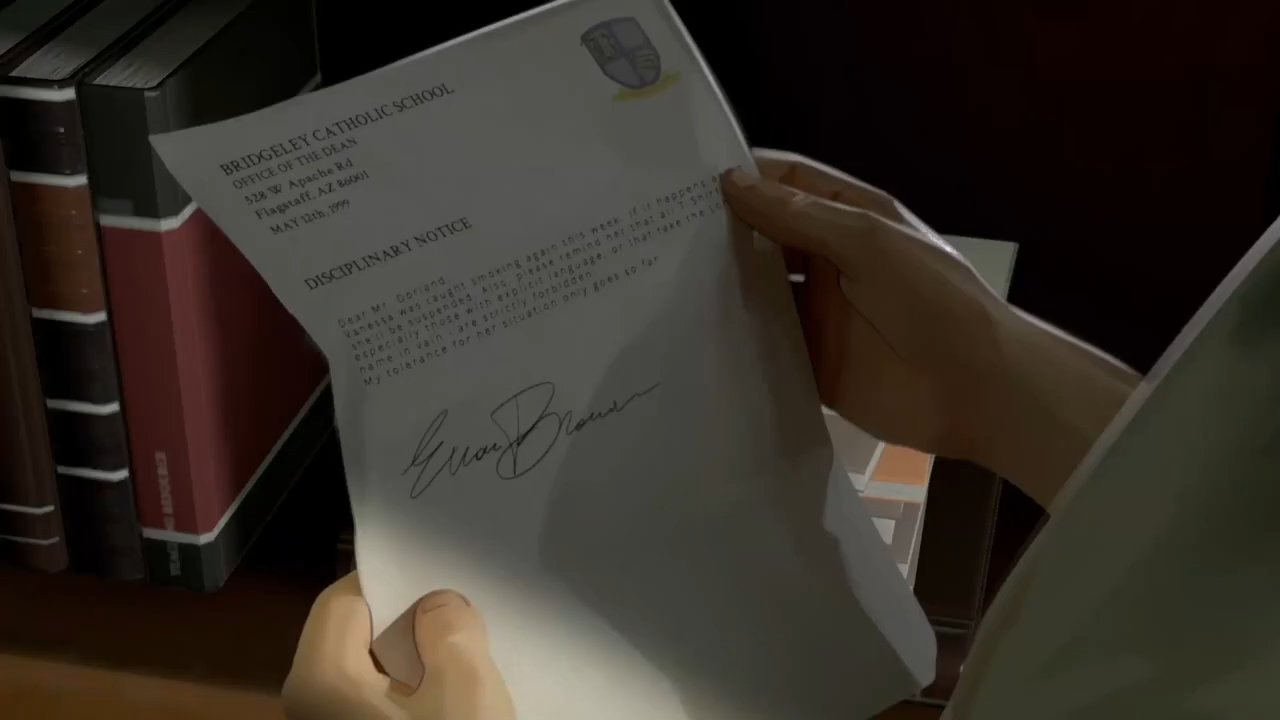 BRIDGELEY CATHOLIC SCHOOL
OFFICE OF THE DEAN
528 W Apache Rd
Flagstaff, AZ 86001
MAY 12th, 1999
DISCIPLINARY NOTICE
Dear Mr. Dorland,
Vanessa was caught smoking again this week. If it happens
she'll be suspended. Also, please remind her that all T-Shirt
especially those with explicit language, or that take the
name in vain - are strictly forbidden.
My tolerance for her situation only goes so far